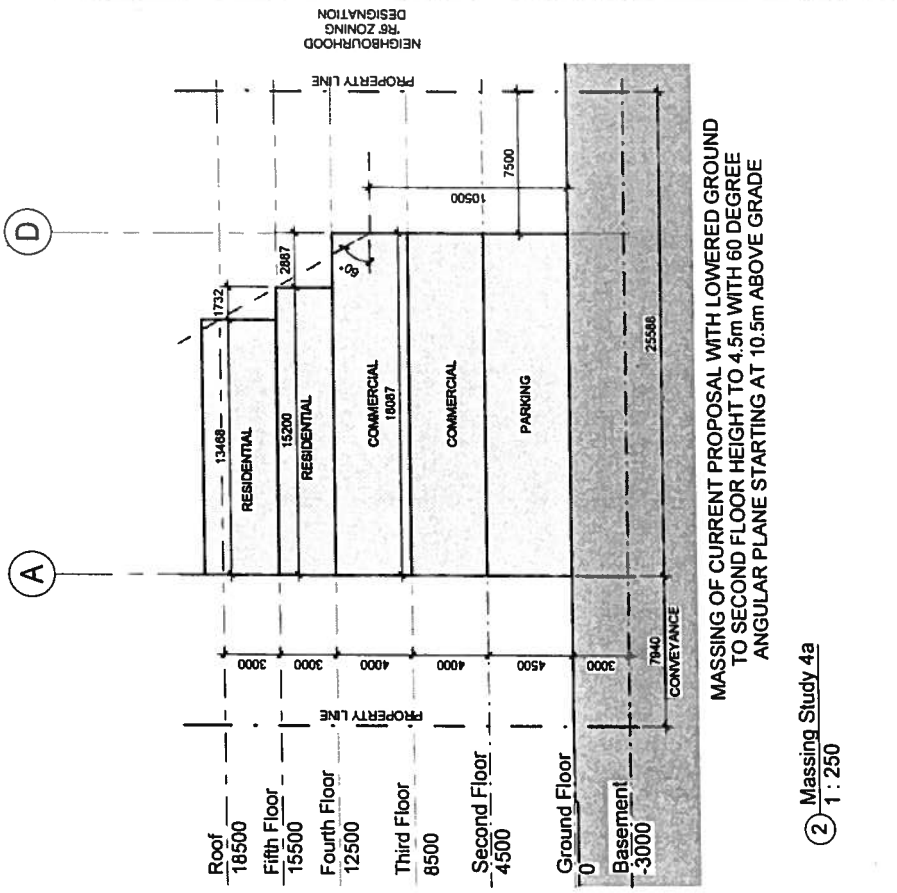 NEIGHBOURHOOD
'R6' ZONING
DESIGNATION
A
D
PROPERTY LINE
PROPERTY LINE
Roof
18500
Fifth Floor
15500
Fourth Floor
12500
Third Floor
8500
Second Floor
4500
Ground Floor
0
Basement
-3000
3000
3000
4000
4000
4500
3000
13468
1732
RESIDENTIAL
15200
2887
RESIDENTIAL
60°
COMMERCIAL
18087
COMMERCIAL
PARKING
10500
7500
7940
25588
CONVEYANCE
MASSING OF CURRENT PROPOSAL WITH LOWERED GROUND
TO SECOND FLOOR HEIGHT TO 4.5m WITH 60 DEGREE
ANGULAR PLANE STARTING AT 10.5m ABOVE GRADE
2 Massing Study 4a
1 : 250